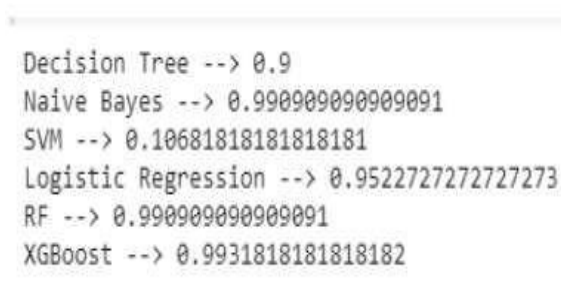 Decision Tree --> 0.9
Naive Bayes --> 0.990909090909091
SVM --> 0.10681818181818181
Logistic Regression --> 0.9522727272727273
RF --> 0.990909090909091
XGBoost --> 0.9931818181818182